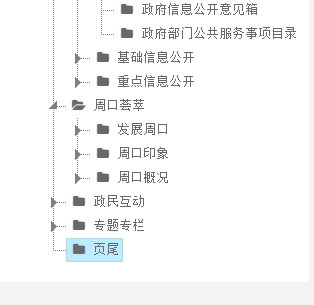 政府信息公开意见箱
政府部门公共服务事项目录
基础信息公开
重点信息公开
周口荟萃
发展周口
周口印象
周口概况
政民互动
专题专栏
页尾